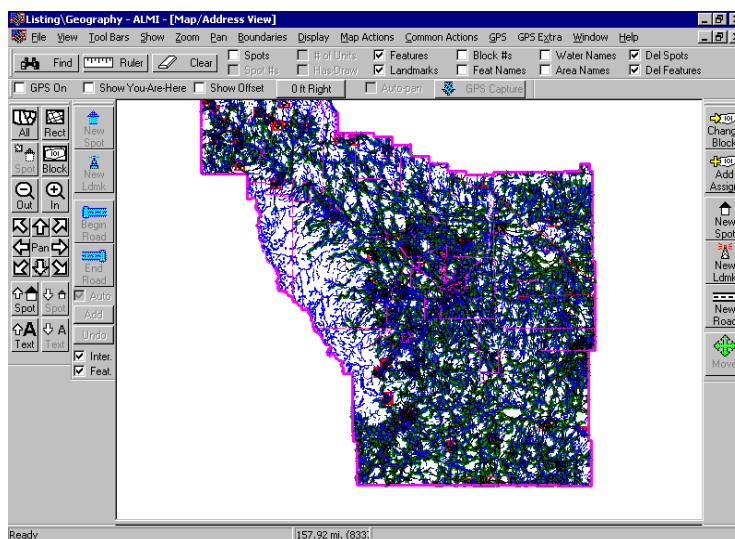 Listing\Geography - ALMI - [Map/Address View]
File View Tool Bars Show Zoom Pan Boundaries Display Map Actions Common Actions GPS GPS Extra Window Help
Find Ruler Clear Spots # of Units Features Block #s Water Names Del Spots
Spot #s Has-Draw Landmarks Feat Names Area Names Del Features
GPS On Show You-Are-Here Show Offset 0 ft Right Auto-pan GPS Capture
All Rect
New Spot
Spot Block
New Ldmk
Out In
Begin Road
Pan
End Road
Spot Spot
Auto
Add
Text Text
Undo
Inter.
Feat.
Chang
Block
Add
Assig
New
Spot
New
Ldmk
New
Road
Move
Ready 157.92 mi. (833